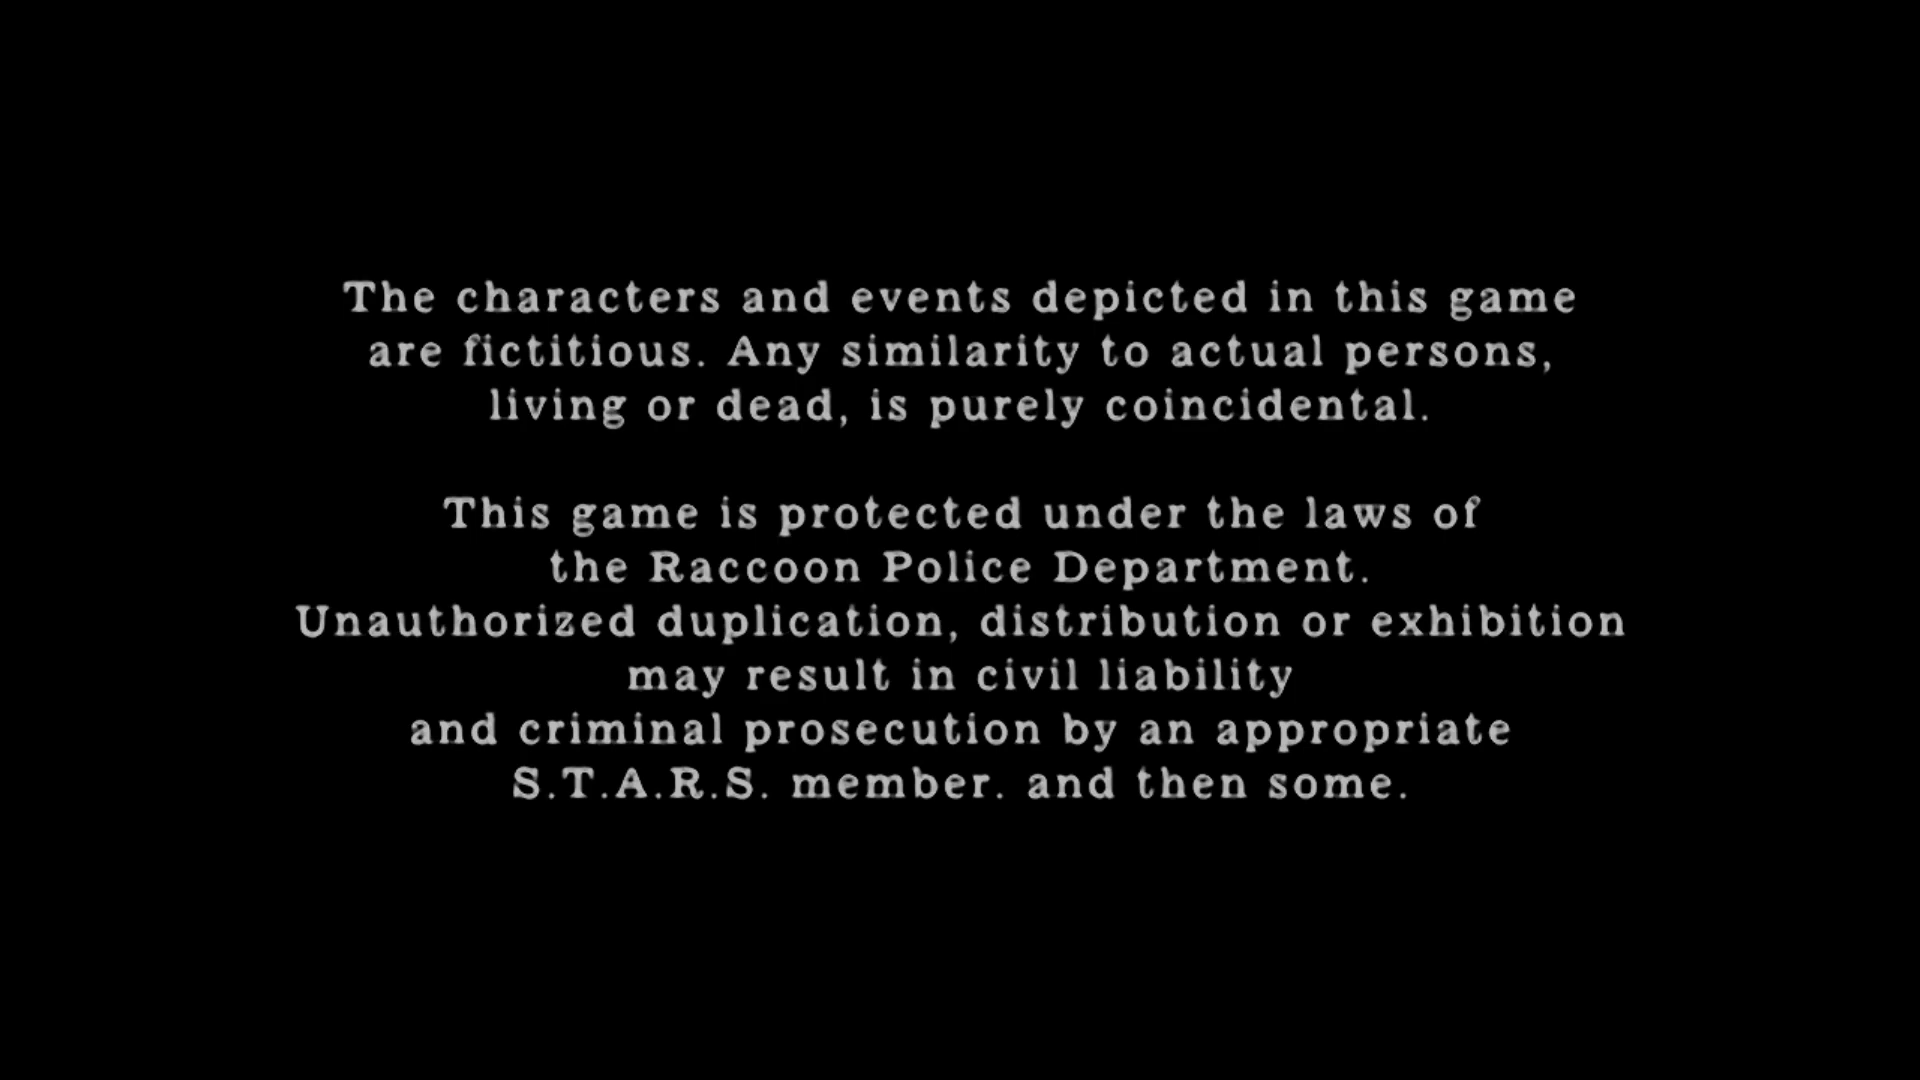 The characters and events depicted in this game
are fictitious. Any similarity to actual persons,
living or dead, is purely coincidental.
This game is protected under the laws of
the Raccoon Police Department.
Unauthorized duplication, distribution or exhibition
may result in civil liability
and criminal prosecution by an appropriate
S.T.A.R.S. member. and then some.